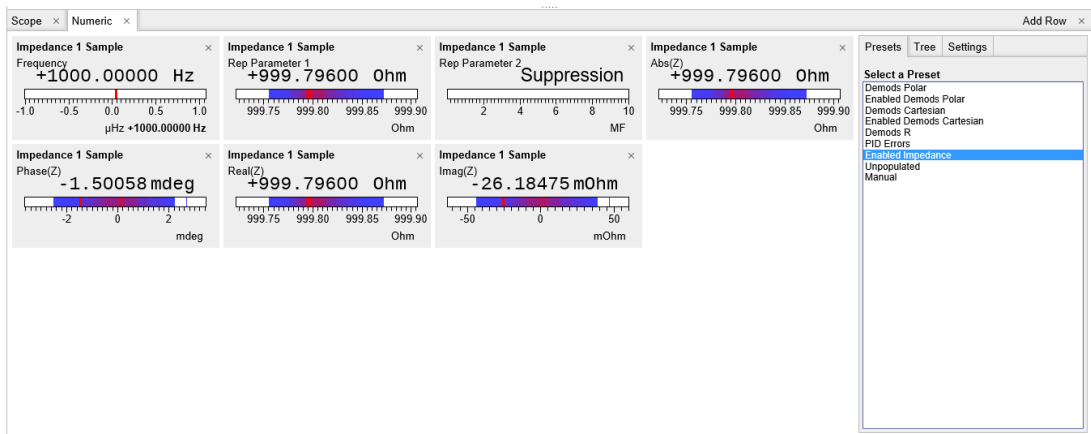 Scope × Numeric × Add Row ×
Impedance 1 Sample ×
Frequency
+1000.00000 Hz
-1.0 -0.5 0.0 0.5 1.0
µHz +1000.00000 Hz
Impedance 1 Sample ×
Rep Parameter 1
+999.79600 Ohm
999.75 999.80 999.85 999.90
Ohm
Impedance 1 Sample ×
Rep Parameter 2
Suppression
2 4 6 8 10
MF
Impedance 1 Sample ×
Abs(Z)
+999.79600 Ohm
999.75 999.80 999.85 999.90
Ohm
Impedance 1 Sample ×
Phase(Z)
-1.50058 mdeg
-2 0 2
mdeg
Impedance 1 Sample ×
Real(Z)
+999.79600 Ohm
999.75 999.80 999.85 999.90
Ohm
Impedance 1 Sample ×
Imag(Z)
-26.18475 mOhm
-50 0 50
mOhm
Presets Tree Settings
Select a Preset
Demods Polar
Enabled Demods Polar
Demods Cartesian
Enabled Demods Cartesian
Demods R
PID Errors
Enabled Impedance
Unpopulated
Manual